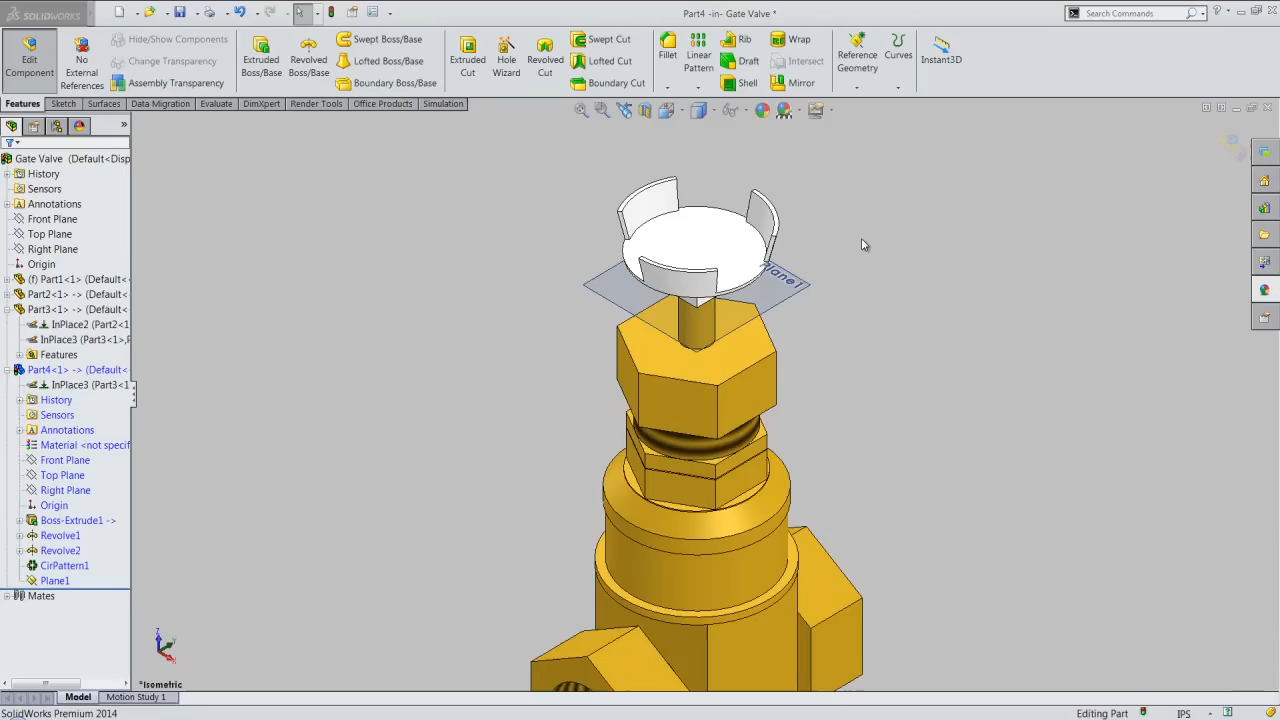 SOLIDWORKS
Part4 -in- Gate Valve *
Search Commands
Edit Component
No External References
Hide/Show Components
Change Transparency
Assembly Transparency
Extruded Boss/Base
Revolved Boss/Base
Swept Boss/Base
Lofted Boss/Base
Boundary Boss/Base
Extruded Cut
Hole Wizard
Revolved Cut
Swept Cut
Lofted Cut
Boundary Cut
Fillet
Linear Pattern
Rib
Draft
Shell
Wrap
Intersect
Mirror
Reference Geometry
Curves
Instant3D
Features Sketch Surfaces Data Migration Evaluate DimXpert Render Tools Office Products Simulation
Gate Valve (Default<Disp
History
Sensors
Annotations
Front Plane
Top Plane
Right Plane
Origin
(f) Part1<1> (Default<
Part2<1> -> (Default<
Part3<1> -> (Default<
InPlace2 (Part2<1
InPlace3 (Part3<1>,P
Features
Part4<1> -> (Default<
InPlace3 (Part3<1
History
Sensors
Annotations
Material <not specif
Front Plane
Top Plane
Right Plane
Origin
Boss-Extrude1 ->
Revolve1
Revolve2
CirPattern1
Plane1
Mates
Plane1
Z
Y
X
*Isometric
Model Motion Study 1
SolidWorks Premium 2014
Editing Part
IPS